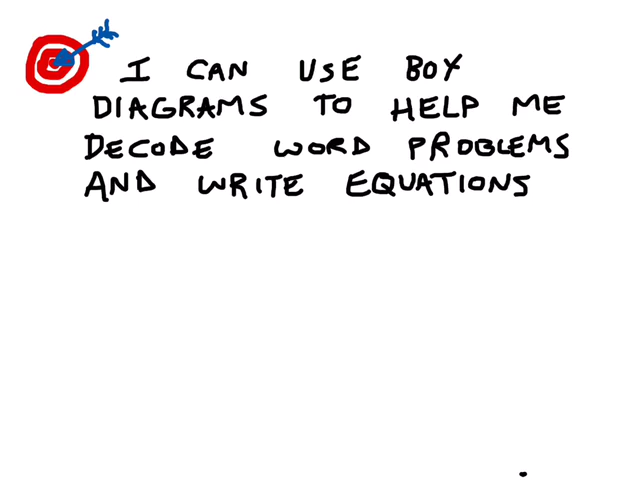 I CAN USE BOX
DIAGRAMS TO HELP ME
DECODE WORD PROBLEMS
AND WRITE EQUATIONS